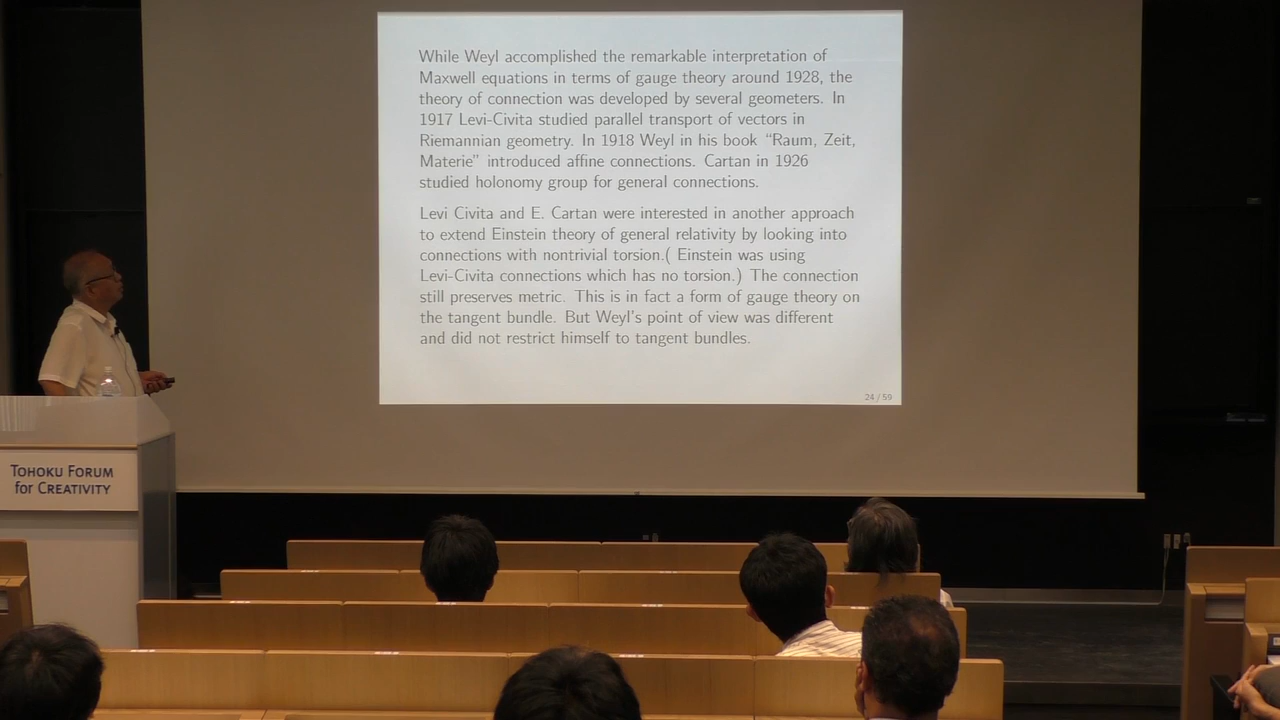 While Weyl accomplished the remarkable interpretation of
Maxwell equations in terms of gauge theory around 1928, the
theory of connection was developed by several geometers. In
1917 Levi-Civita studied parallel transport of vectors in
Riemannian geometry. In 1918 Weyl in his book “Raum, Zeit,
Materie” introduced affine connections. Cartan in 1926
studied holonomy group for general connections.
Levi Civita and E. Cartan were interested in another approach
to extend Einstein theory of general relativity by looking into
connections with nontrivial torsion.( Einstein was using
Levi-Civita connections which has no torsion.) The connection
still preserves metric. This is in fact a form of gauge theory on
the tangent bundle. But Weyl's point of view was different
and did not restrict himself to tangent bundles.
24 / 59
TOHOKU FORUM
for CREATIVITY